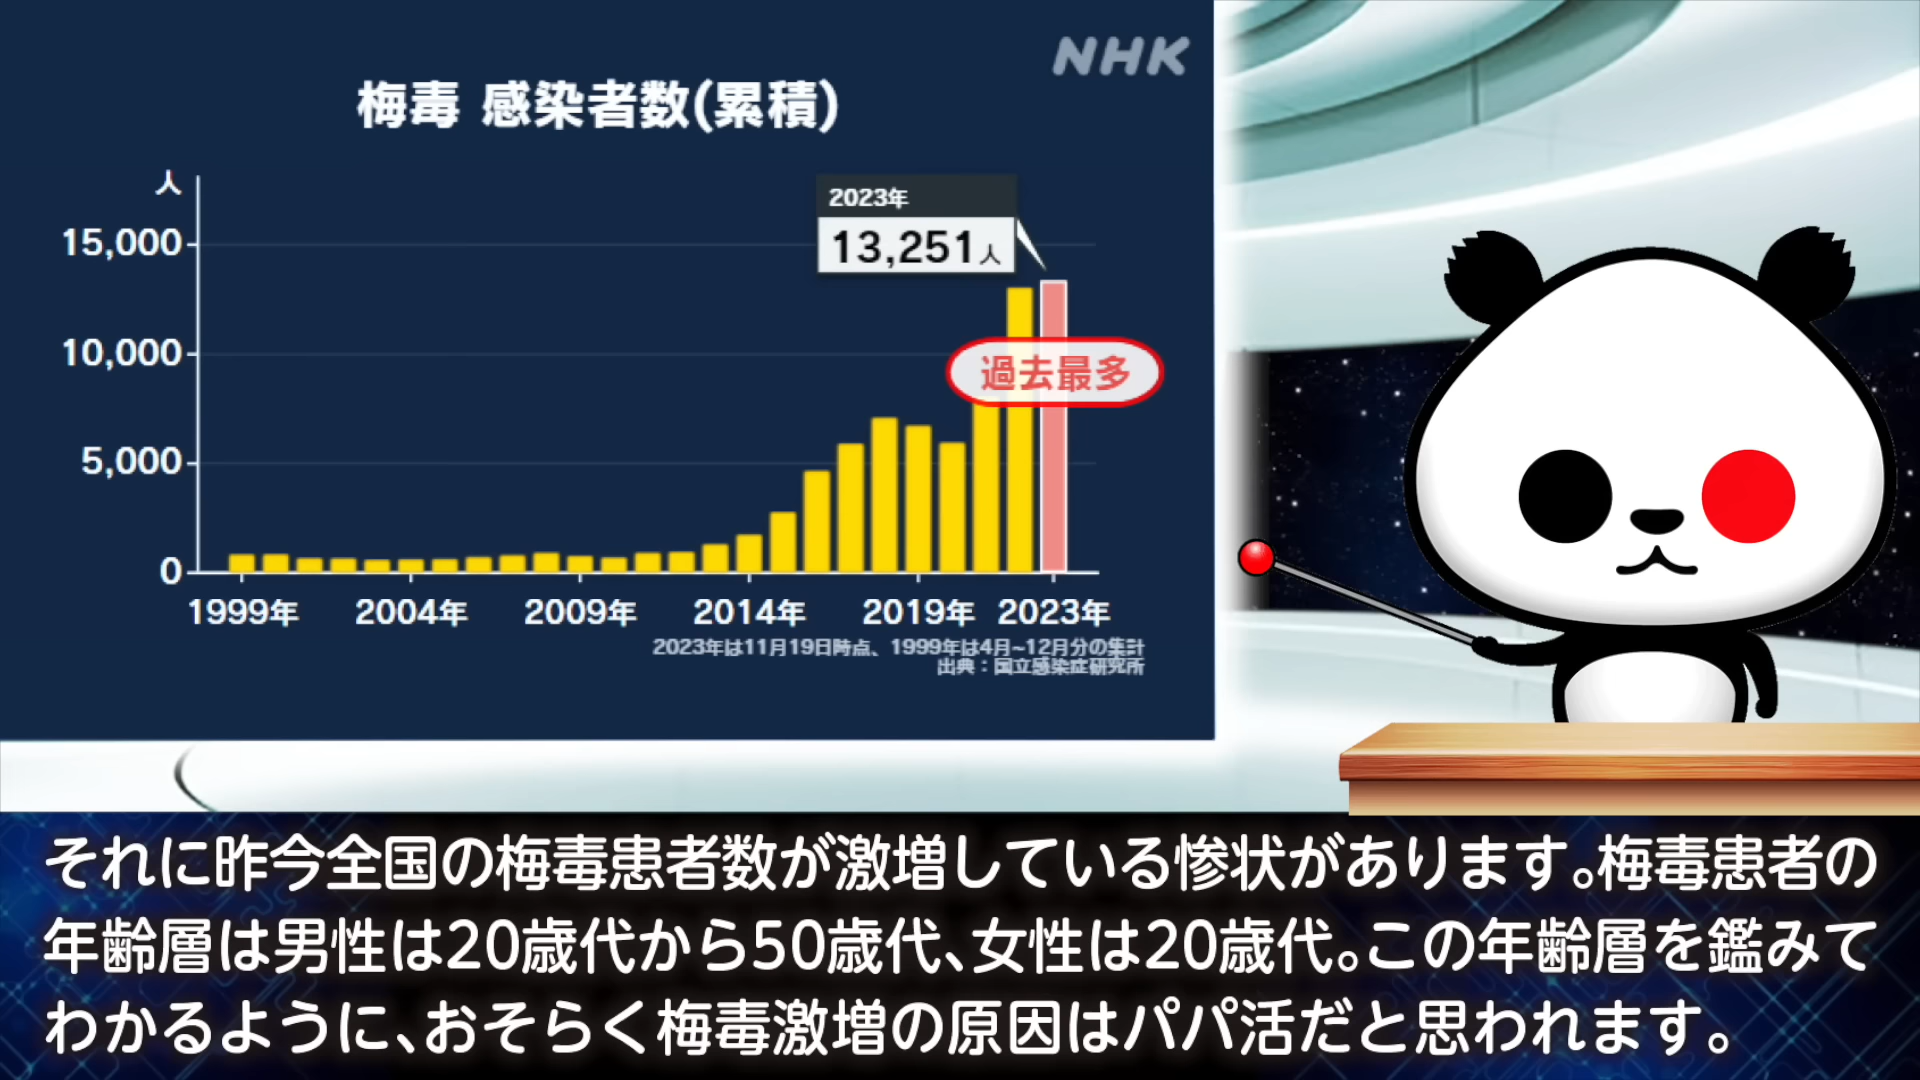 NHK
梅毒 感染者数(累積)
人
2023年
13,251人
15,000
10,000
過去最多
5,000
0
1999年 2004年 2009年 2014年 2019年 2023年
2023年は11月19日時点、1999年は4月~12月分の集計
出典：国立感染症研究所
それに昨今全国の梅毒患者数が激増している惨状があります。梅毒患者の
年齢層は男性は20歳代から50歳代、女性は20歳代。この年齢層を鑑みて
わかるように、おそらく梅毒激増の原因はパパ活だと思われます。